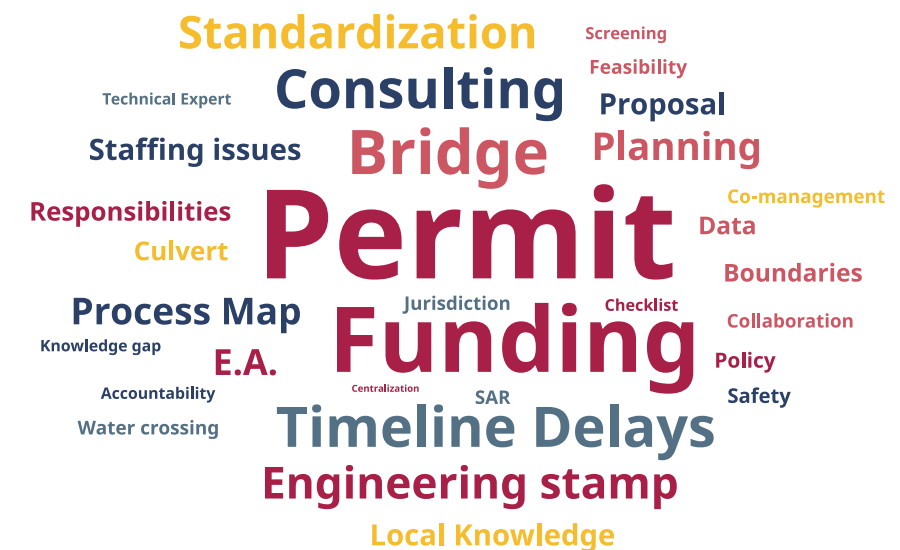 Standardization
Screening
Feasibility
Consulting
Technical Expert
Proposal
Staffing issues
Bridge
Planning
Permit
Co-management
Responsibilities
Data
Culvert
Boundaries
Process Map
Jurisdiction
Checklist
Funding
Collaboration
Knowledge gap
E.A.
Policy
Accountability
Centralization
SAR
Safety
Water crossing
Timeline Delays
Engineering stamp
Local Knowledge